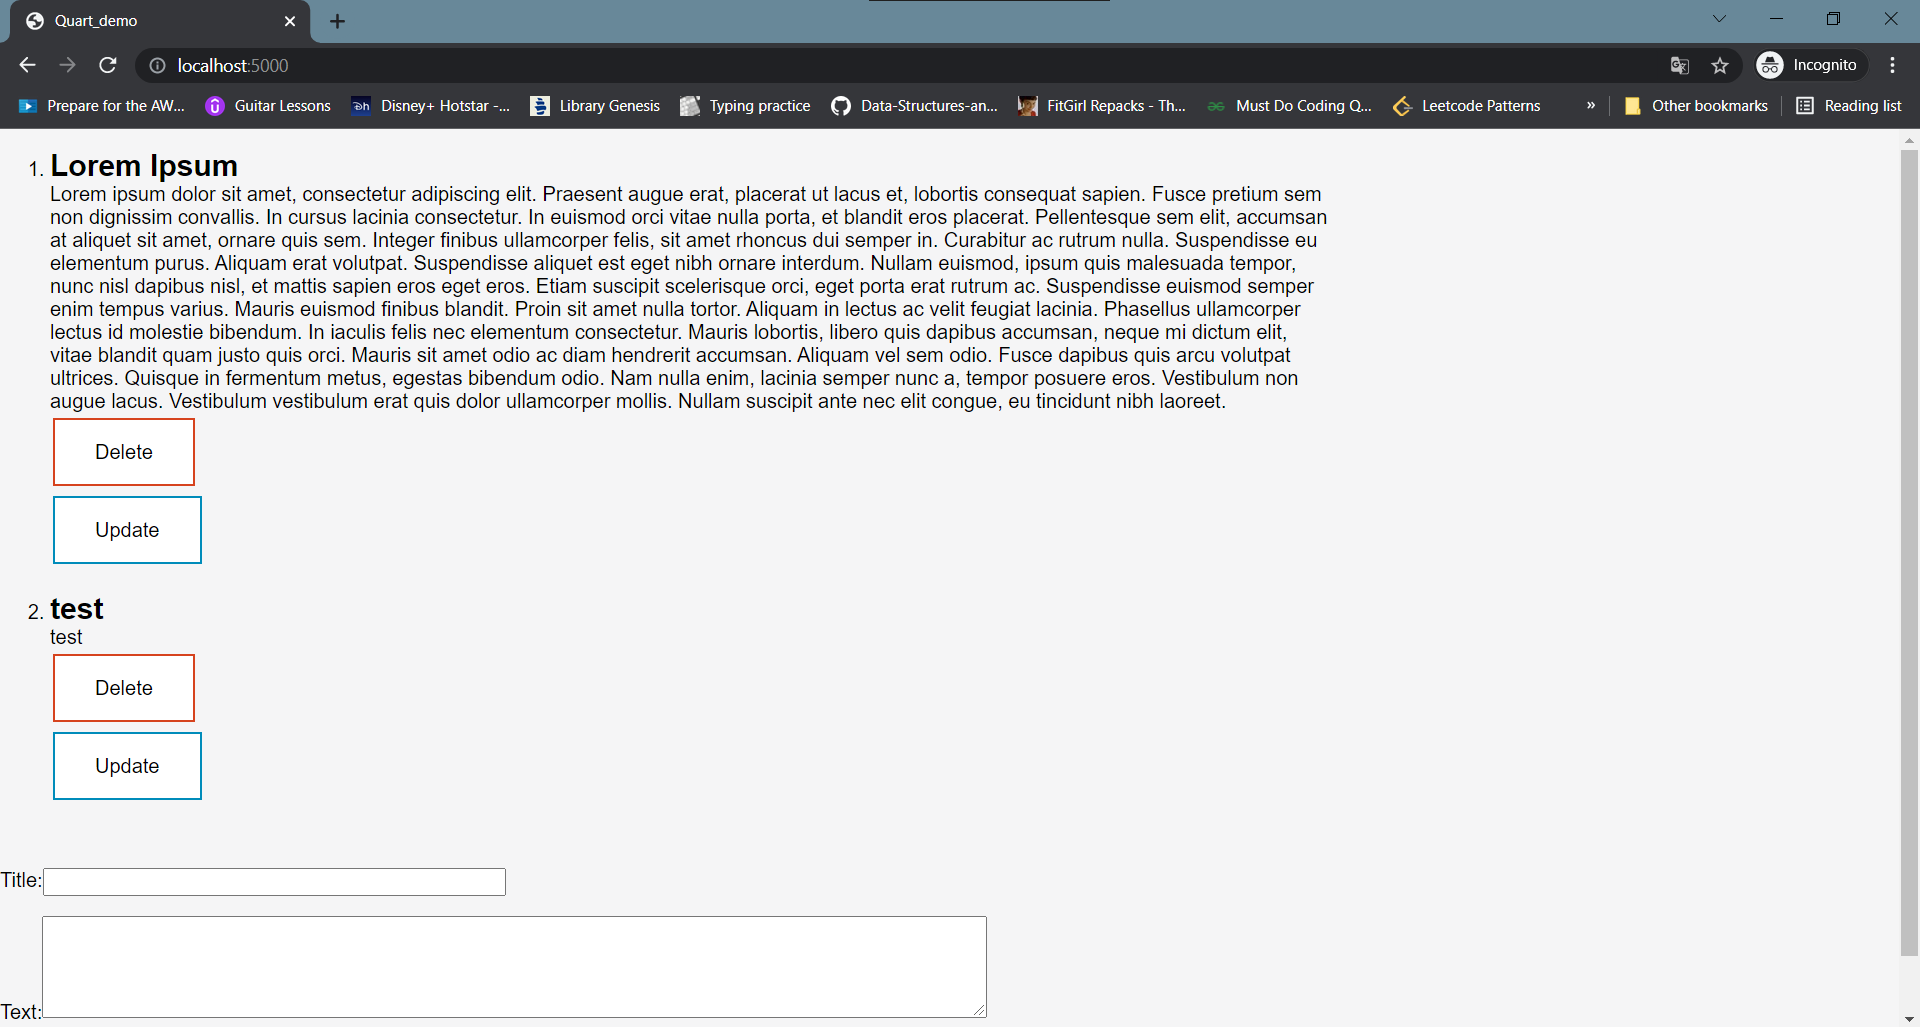 Quart_demo
localhost:5000
Incognito
Prepare for the AW...
Guitar Lessons
Disney+ Hotstar -...
Library Genesis
Typing practice
Data-Structures-an...
FitGirl Repacks - Th...
Must Do Coding Q...
Leetcode Patterns
»
Other bookmarks
Reading list
1. Lorem Ipsum
Lorem ipsum dolor sit amet, consectetur adipiscing elit. Praesent augue erat, placerat ut lacus et, lobortis consequat sapien. Fusce pretium sem
non dignissim convallis. In cursus lacinia consectetur. In euismod orci vitae nulla porta, et blandit eros placerat. Pellentesque sem elit, accumsan
at aliquet sit amet, ornare quis sem. Integer finibus ullamcorper felis, sit amet rhoncus dui semper in. Curabitur ac rutrum nulla. Suspendisse eu
elementum purus. Aliquam erat volutpat. Suspendisse aliquet est eget nibh ornare interdum. Nullam euismod, ipsum quis malesuada tempor,
nunc nisl dapibus nisl, et mattis sapien eros eget eros. Etiam suscipit scelerisque orci, eget porta erat rutrum ac. Suspendisse euismod semper
enim tempus varius. Mauris euismod finibus blandit. Proin sit amet nulla tortor. Aliquam in lectus ac velit feugiat lacinia. Phasellus ullamcorper
lectus id molestie bibendum. In iaculis felis nec elementum consectetur. Mauris lobortis, libero quis dapibus accumsan, neque mi dictum elit,
vitae blandit quam justo quis orci. Mauris sit amet odio ac diam hendrerit accumsan. Aliquam vel sem odio. Fusce dapibus quis arcu volutpat
ultrices. Quisque in fermentum metus, egestas bibendum odio. Nam nulla enim, lacinia semper nunc a, tempor posuere eros. Vestibulum non
augue lacus. Vestibulum vestibulum erat quis dolor ullamcorper mollis. Nullam suscipit ante nec elit congue, eu tincidunt nibh laoreet.
Delete
Update
2. test
test
Delete
Update
Title:
Text: